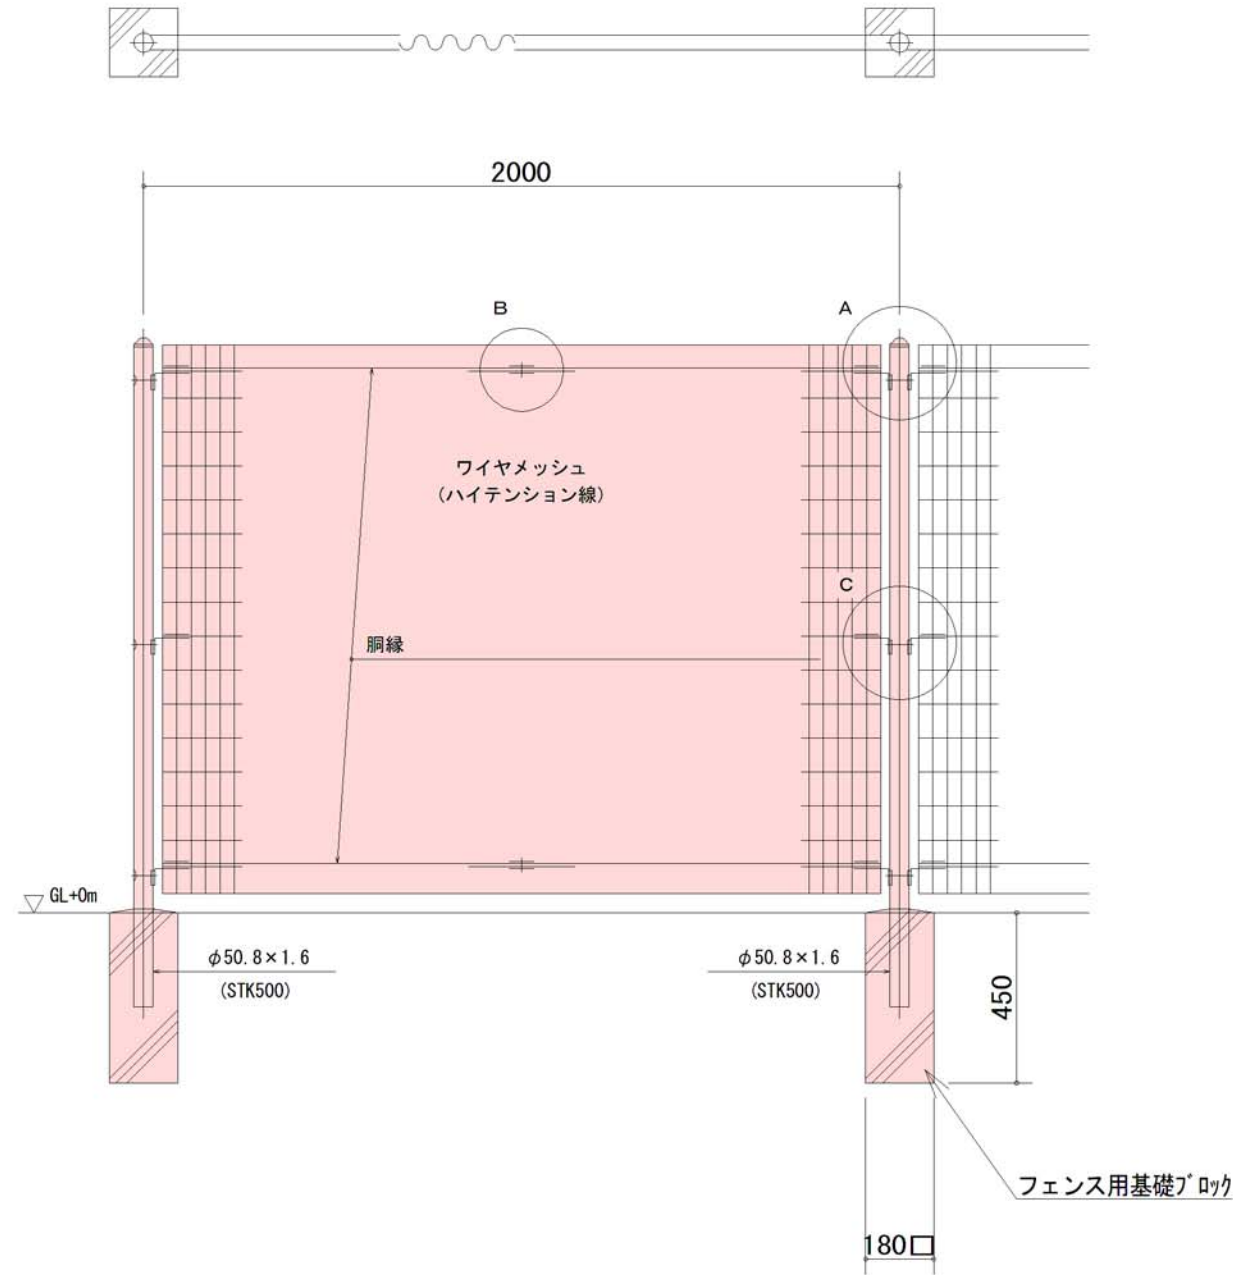 2000
B
A
ワイヤメッシュ
(ハイテンション線)
C
胴縁
GL+0m
φ50.8×1.6
(STK500)
φ50.8×1.6
(STK500)
450
フェンス用基礎ﾌﾞﾛｯｸ
180□